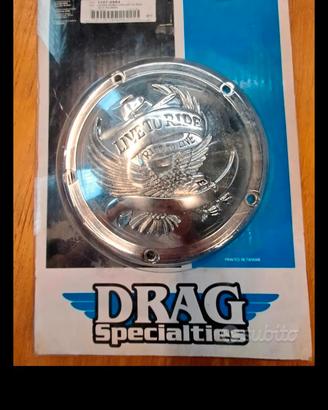 LIVE TO RIDE
RIDE TO LIVE
PRINTED IN TAIWAN
DRAG
Specialties
subito